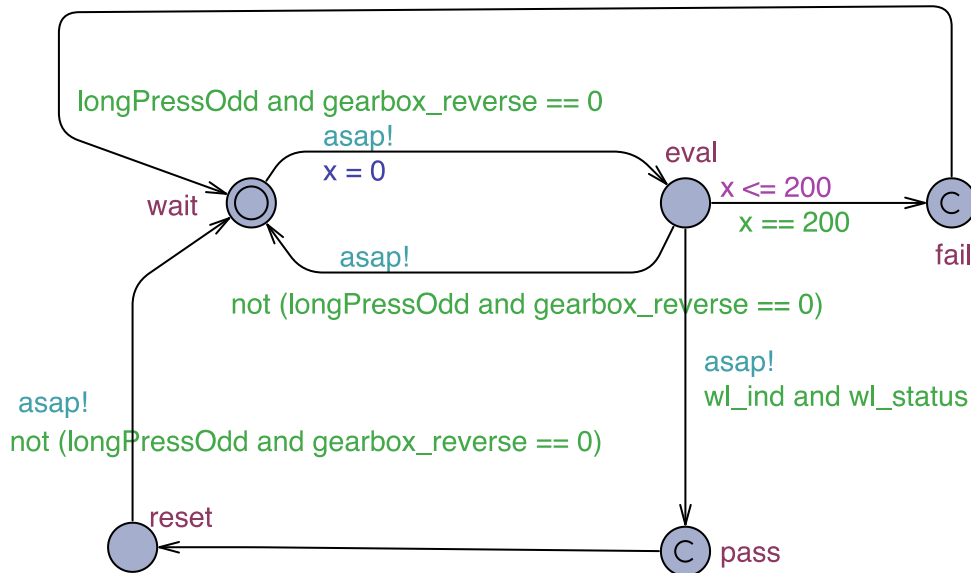 longPressOdd and gearbox_reverse == 0
asap!
x = 0
eval
wait
x <= 200
x == 200
C
fail
asap!
not (longPressOdd and gearbox_reverse == 0)
asap!
wl_ind and wl_status
asap!
not (longPressOdd and gearbox_reverse == 0)
reset
C
pass